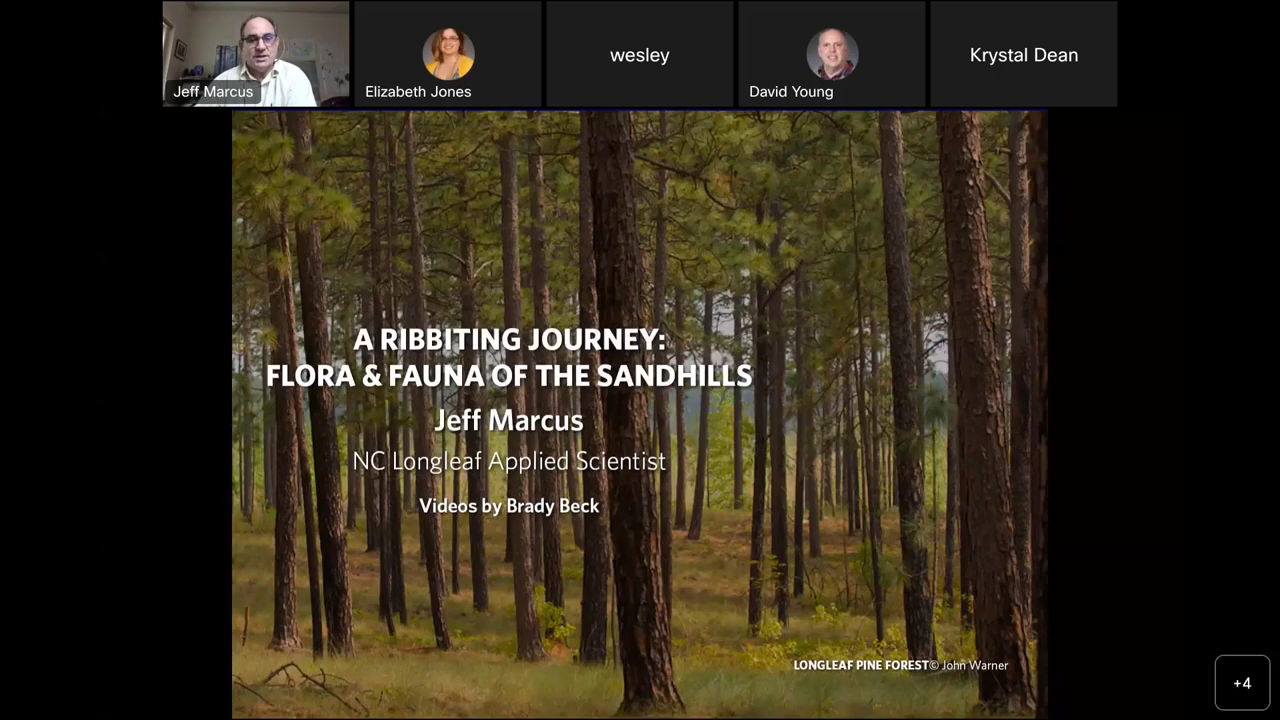 Jeff Marcus
Elizabeth Jones
wesley
David Young
Krystal Dean
A RIBBITING JOURNEY:
FLORA & FAUNA OF THE SANDHILLS
Jeff Marcus
NC Longleaf Applied Scientist
Videos by Brady Beck
LONGLEAF PINE FOREST© John Warner
+4